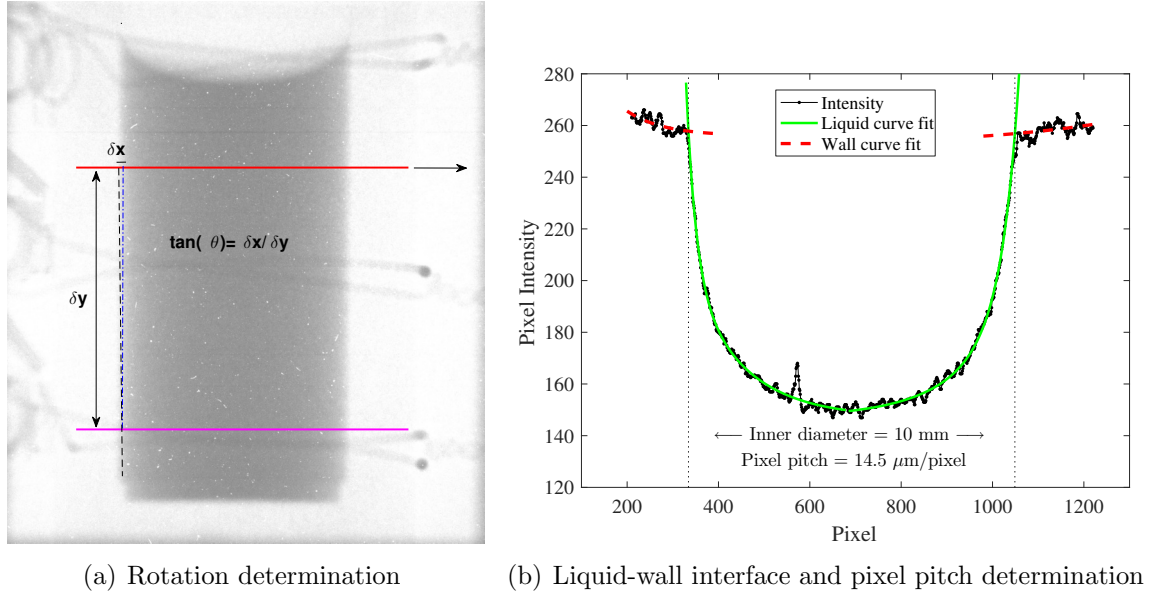 δx
tan( θ)= δx/ δy
δy
(a) Rotation determination
280
260
240
220
200
180
160
140
120
Pixel Intensity
Intensity
Liquid curve fit
Wall curve fit
⟵ Inner diameter = 10 mm ⟶
Pixel pitch = 14.5 μm/pixel
200 400 600 800 1000 1200
Pixel
(b) Liquid-wall interface and pixel pitch determination